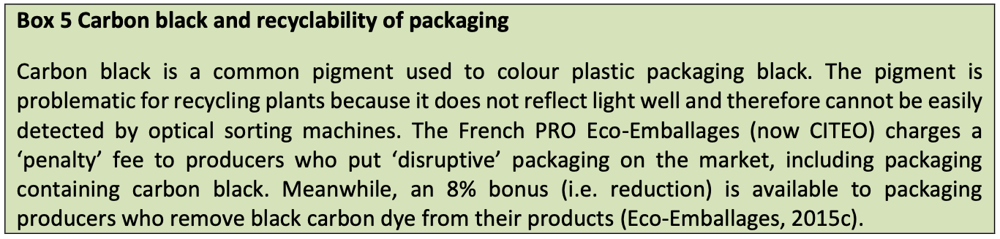 Box 5 Carbon black and recyclability of packaging
Carbon black is a common pigment used to colour plastic packaging black. The pigment is
problematic for recycling plants because it does not reflect light well and therefore cannot be easily
detected by optical sorting machines. The French PRO Eco-Emballages (now CITEO) charges a
‘penalty’ fee to producers who put ‘disruptive’ packaging on the market, including packaging
containing carbon black. Meanwhile, an 8% bonus (i.e. reduction) is available to packaging
producers who remove black carbon dye from their products (Eco-Emballages, 2015c).